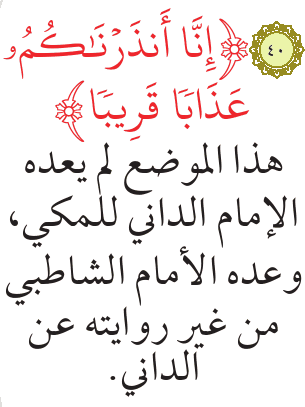 ٤٠ ﴿إِنَّا أَنذَرْنَٰكُمُۥ
عَذَابًا قَرِيبًا﴾
هذا الموضع لم يعده
الإمام الداني للمكي،
وعده الأمام الشاطبي
من غير روايته عن
الداني.